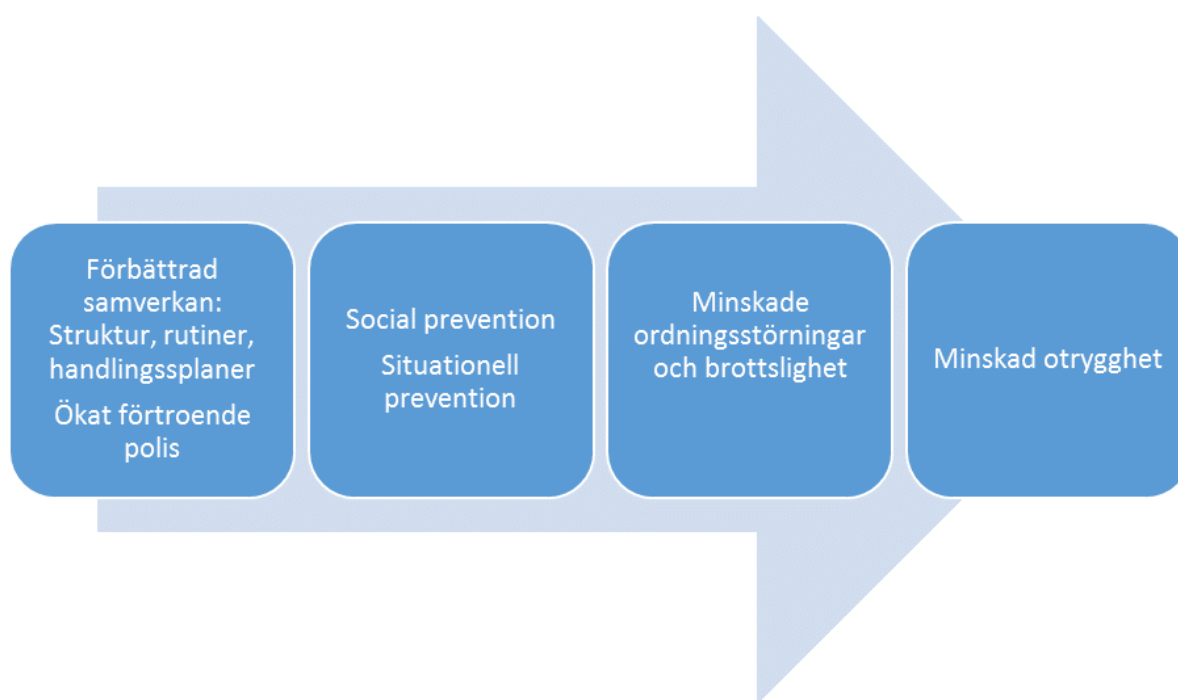 Förbättrad
samverkan:
Struktur, rutiner,
handlingssplaner
Ökat förtroende
polis
Social prevention
Situationell
prevention
Minskade
ordningsstörningar
och brottslighet
Minskad otrygghet